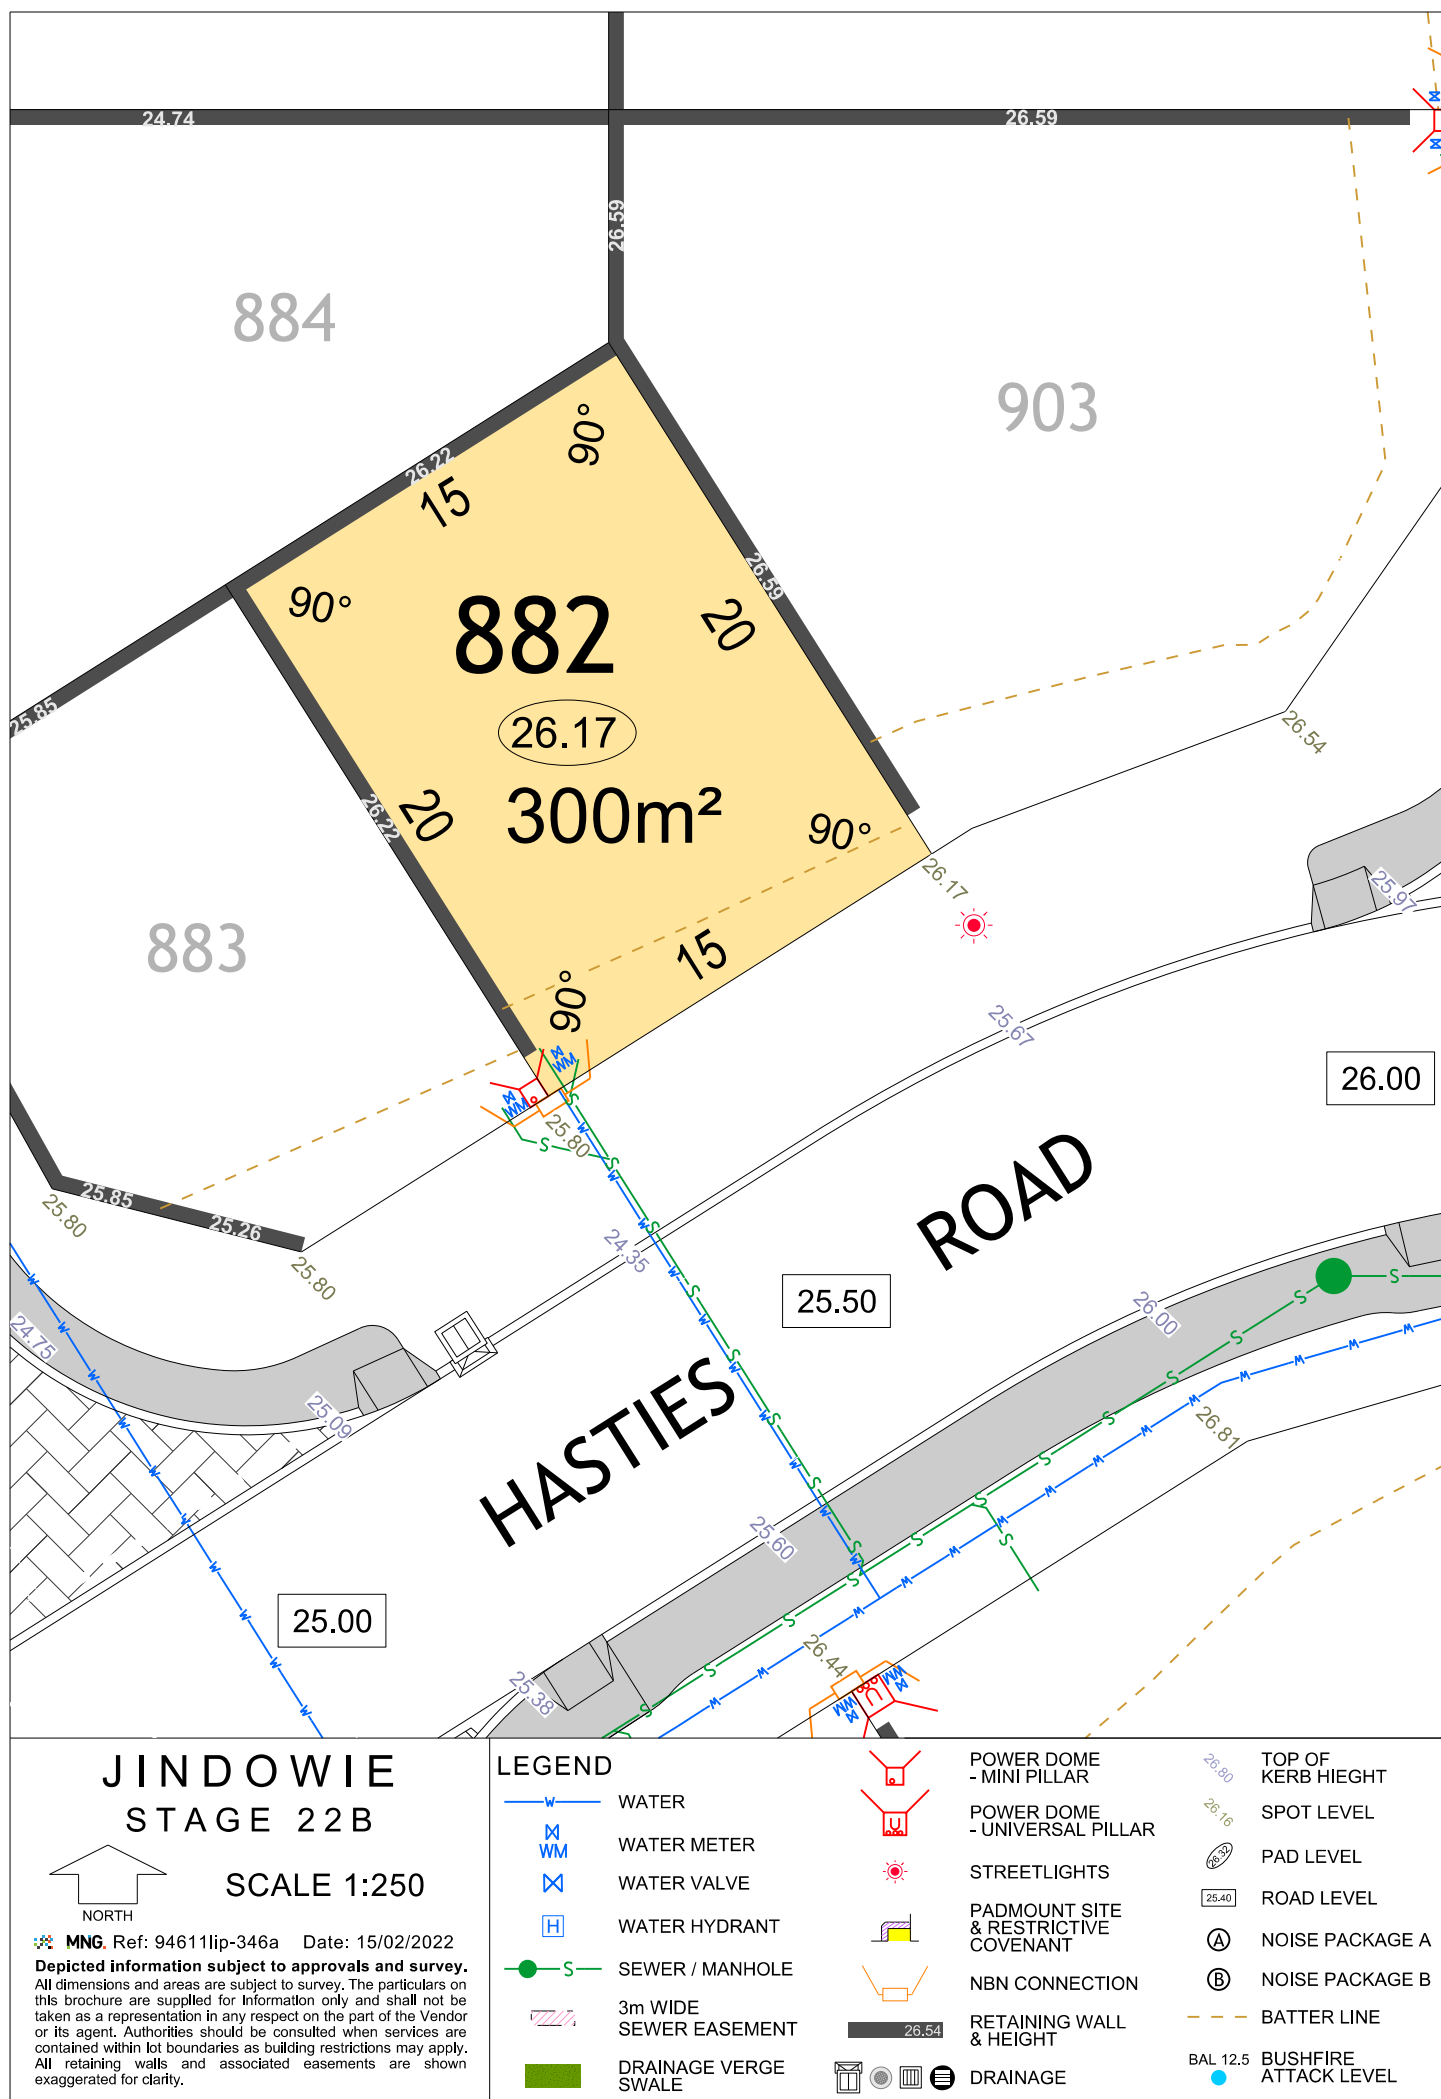 24.74
26.59
26.59
884
903
26.22
15
90°
90°
26.59
20
882
26.17
300m²
25.85
26.54
26.22
20
90°
26.17
25.97
883
15
90°
25.67
26.00
WM
WM
25.80
S
S
W
ROAD
25.85
25.26
25.80
25.80
24.35
25.50
26.00
24.75
25.09
HASTIES
26.81
25.60
25.00
26.44
25.38
WM
WM
U
JINDOWIE
STAGE 22B
NORTH
SCALE 1:250
MNG. Ref: 94611lip-346a Date: 15/02/2022
Depicted information subject to approvals and survey.
All dimensions and areas are subject to survey. The particulars on
this brochure are supplied for information only and shall not be
taken as a representation in any respect on the part of the Vendor
or its agent. Authorities should be consulted when services are
contained within lot boundaries as building restrictions may apply.
All retaining walls and associated easements are shown
exaggerated for clarity.
LEGEND
W WATER
WM WATER METER
WATER VALVE
H WATER HYDRANT
S SEWER / MANHOLE
3m WIDE
SEWER EASEMENT
DRAINAGE VERGE
SWALE
POWER DOME
- MINI PILLAR
U POWER DOME
- UNIVERSAL PILLAR
STREETLIGHTS
PADMOUNT SITE
& RESTRICTIVE
COVENANT
NBN CONNECTION
26.54 RETAINING WALL
& HEIGHT
DRAINAGE
26.80 TOP OF
KERB HIEGHT
26.16 SPOT LEVEL
26.32 PAD LEVEL
25.40 ROAD LEVEL
A NOISE PACKAGE A
B NOISE PACKAGE B
BATTER LINE
BAL 12.5 BUSHFIRE
ATTACK LEVEL